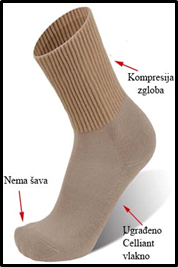 Kompresija
zgloba
Nema šava
Ugrađeno
Celliant
vlakno